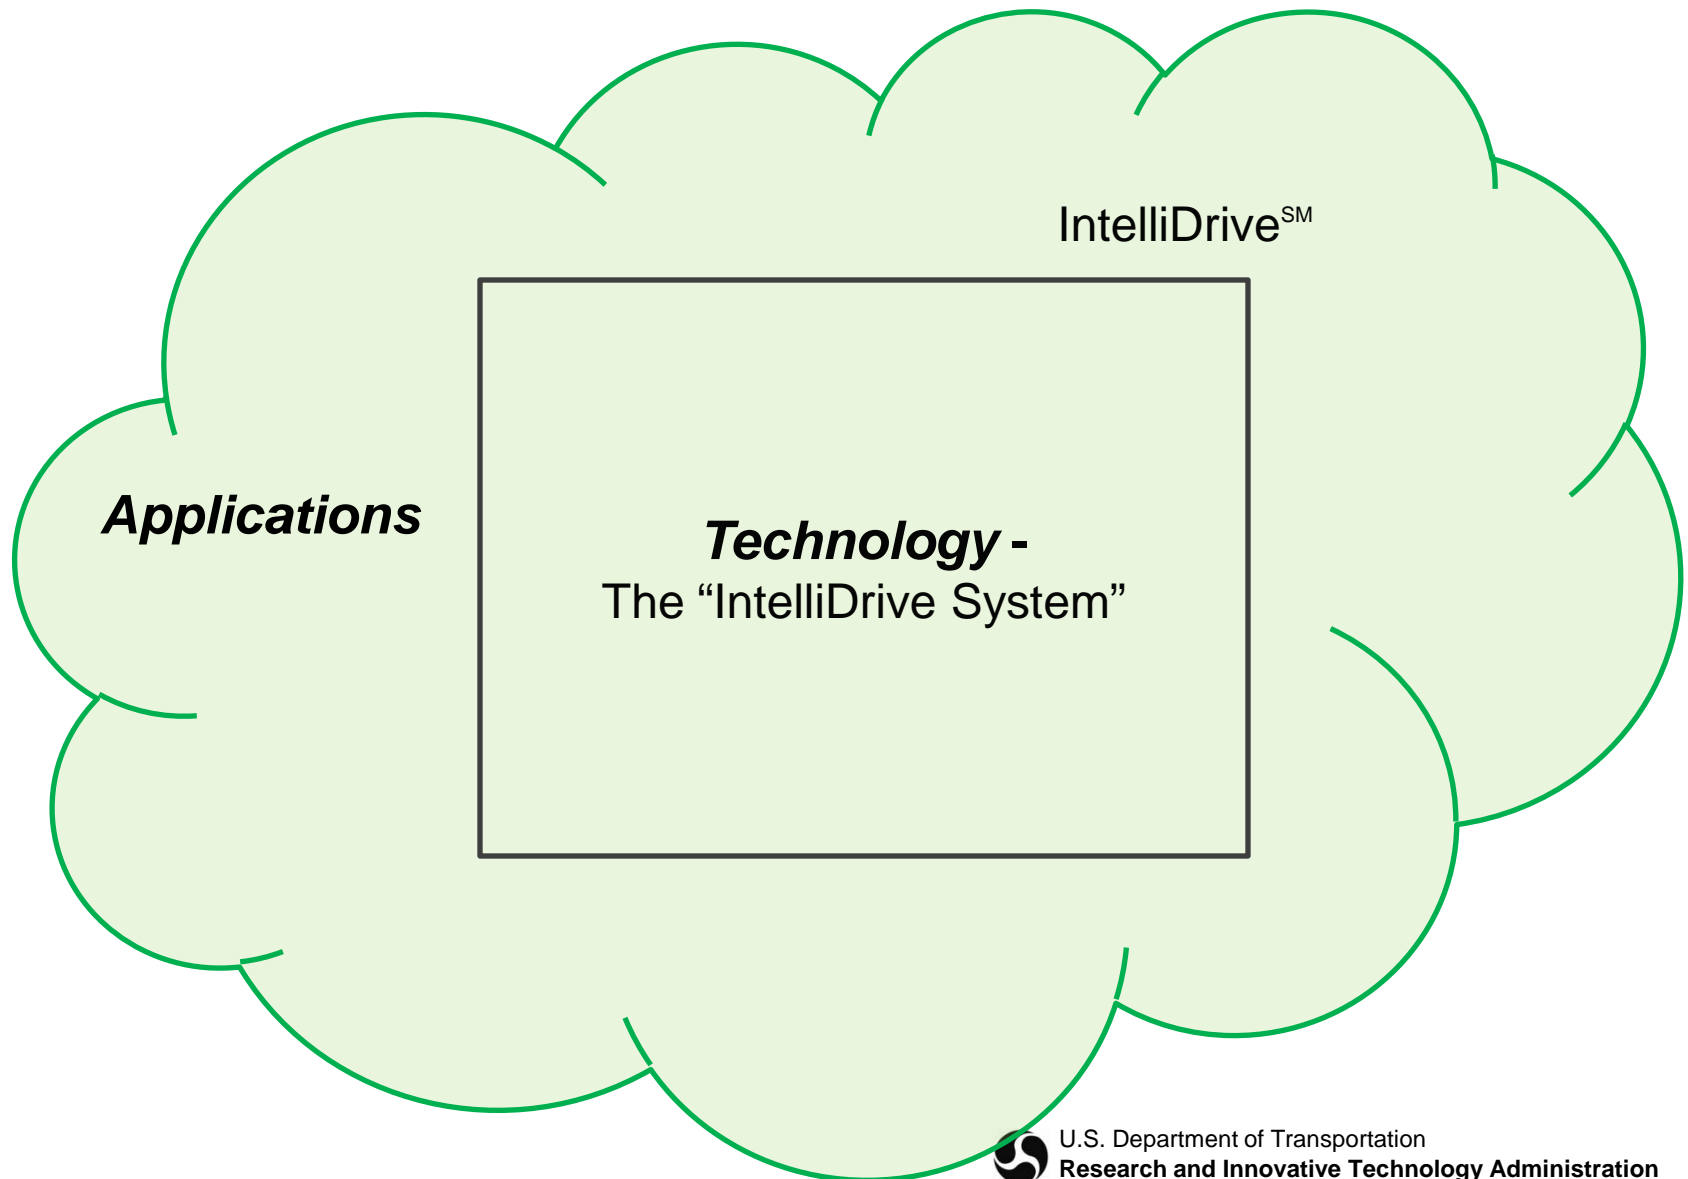 IntelliDrive℠
Applications
Technology -
The “IntelliDrive System”
U.S. Department of Transportation
Research and Innovative Technology Administration